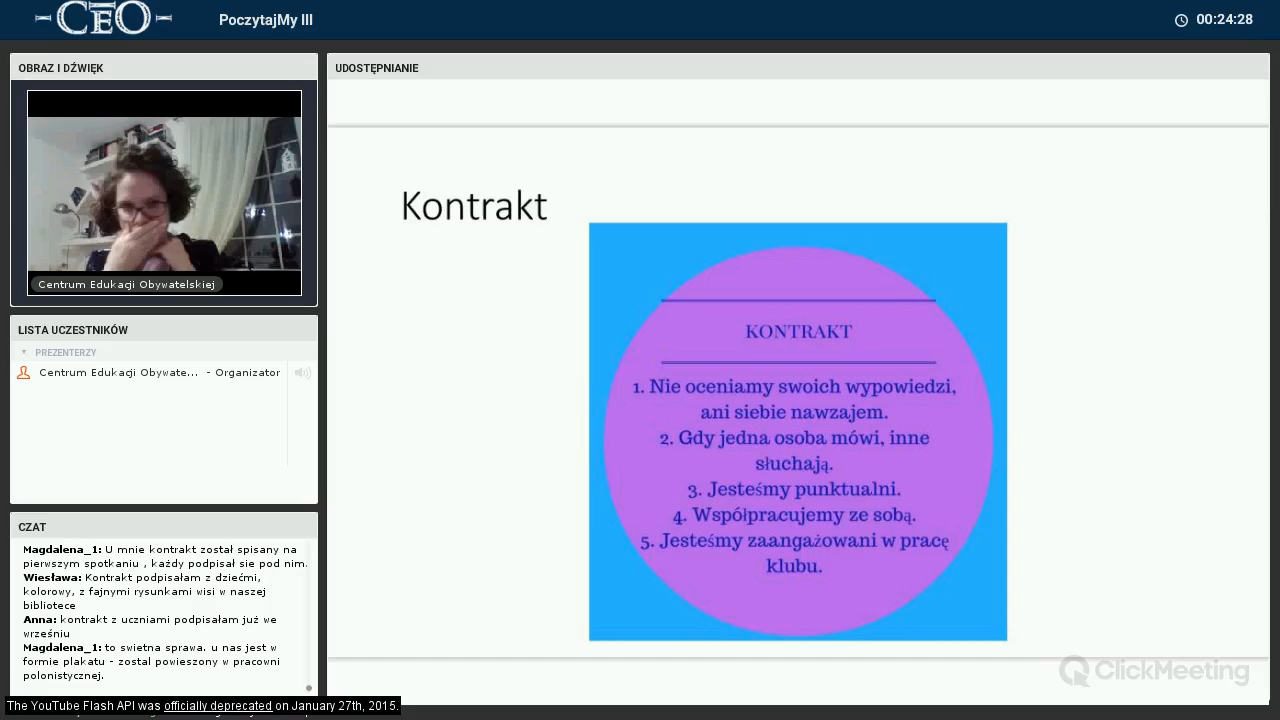 CEO
PoczytajMy III
00:24:28
OBRAZ I DŹWIĘK
UDOSTĘPNIANIE
Centrum Edukacji Obywatelskiej
LISTA UCZESTNIKÓW
PREZENTERZY
Centrum Edukacji Obywate... - Organizator
CZAT
Magdalena_1: U mnie kontrakt został spisany na
pierwszym spotkaniu , każdy podpisał sie pod nim.
Wiesława: Kontrakt podpisałam z dziećmi,
kolorowy, z fajnymi rysunkami wisi w naszej
bibliotece
Anna: kontrakt z uczniami podpisałam już we
wrześniu
Magdalena_1: to swietna sprawa. u nas jest w
formie plakatu - zostal powieszony w pracowni
polonistycznej.
Kontrakt
KONTRAKT
1. Nie oceniamy swoich wypowiedzi,
ani siebie nawzajem.
2. Gdy jedna osoba mówi, inne
słuchają.
3. Jesteśmy punktualni.
4. Współpracujemy ze sobą.
5. Jesteśmy zaangażowani w pracę
klubu.
ClickMeeting
The YouTube Flash API was officially deprecated on January 27th, 2015.